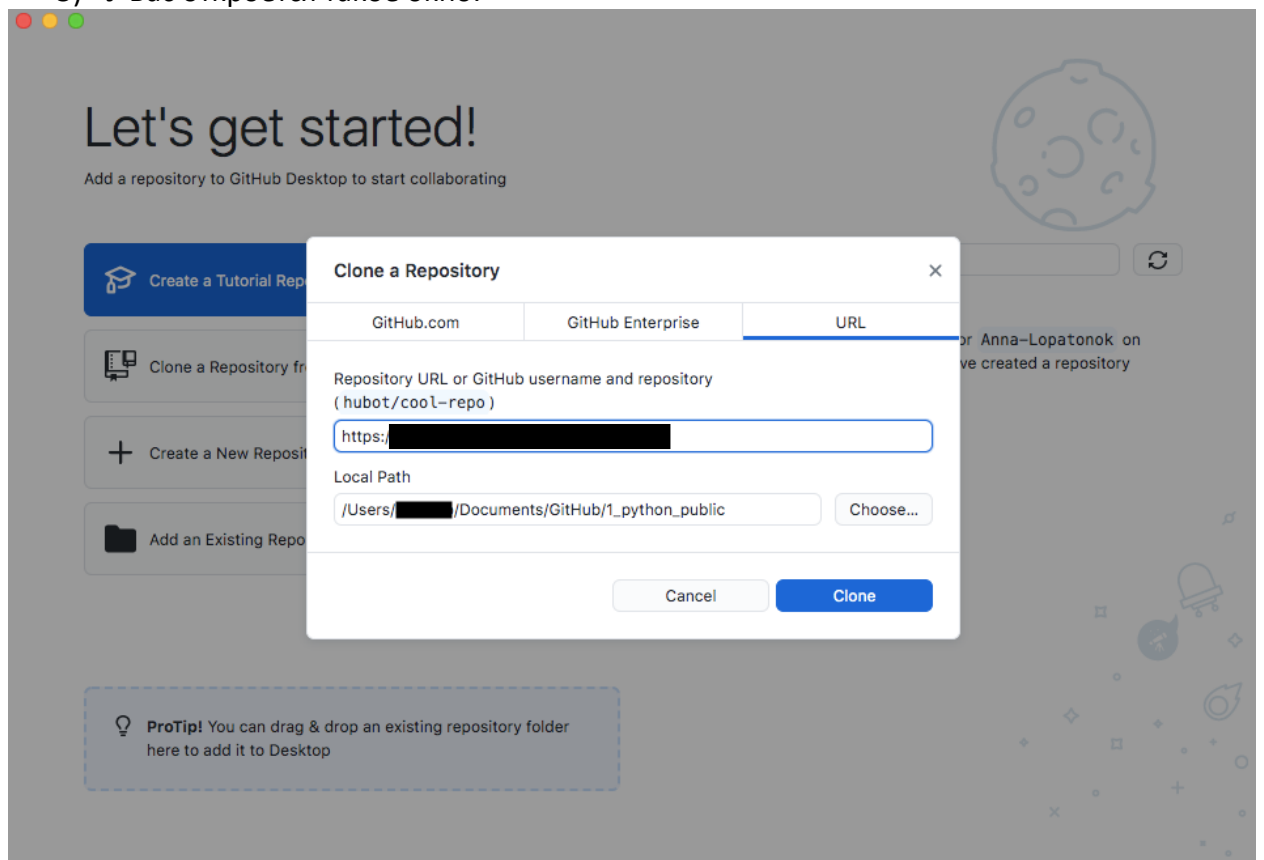 Let's get started!
Add a repository to GitHub Desktop to start collaborating
Create a Tutorial Rep
Clone a Repository fr
Create a New Reposit
Add an Existing Repo
or Anna-Lopatonok on
ve created a repository
Clone a Repository
GitHub.com GitHub Enterprise URL
Repository URL or GitHub username and repository
(hubot/cool-repo)
https:/
Local Path
/Users/ /Documents/GitHub/1_python_public Choose...
Cancel Clone
ProTip! You can drag & drop an existing repository folder
here to add it to Desktop